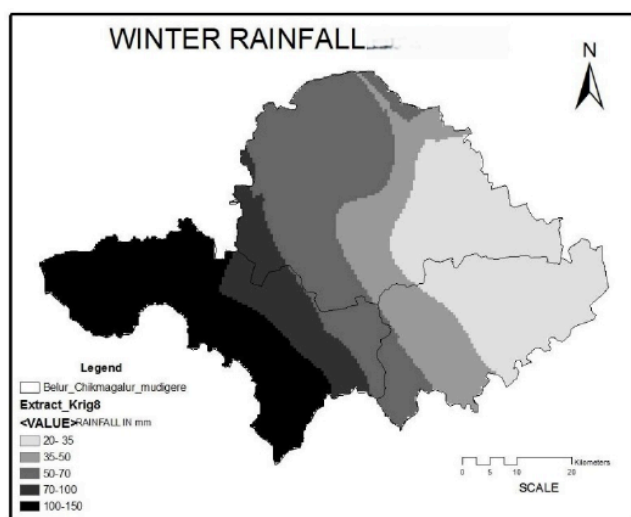 WINTER RAINFALL
N
Legend
Belur_Chikmagalur_mudigere
Extract_Krig8
<VALUE>RAINFALL IN mm
20- 35
35-50
50-70
70-100
100-150
0 5 10 20
Kilometers
SCALE